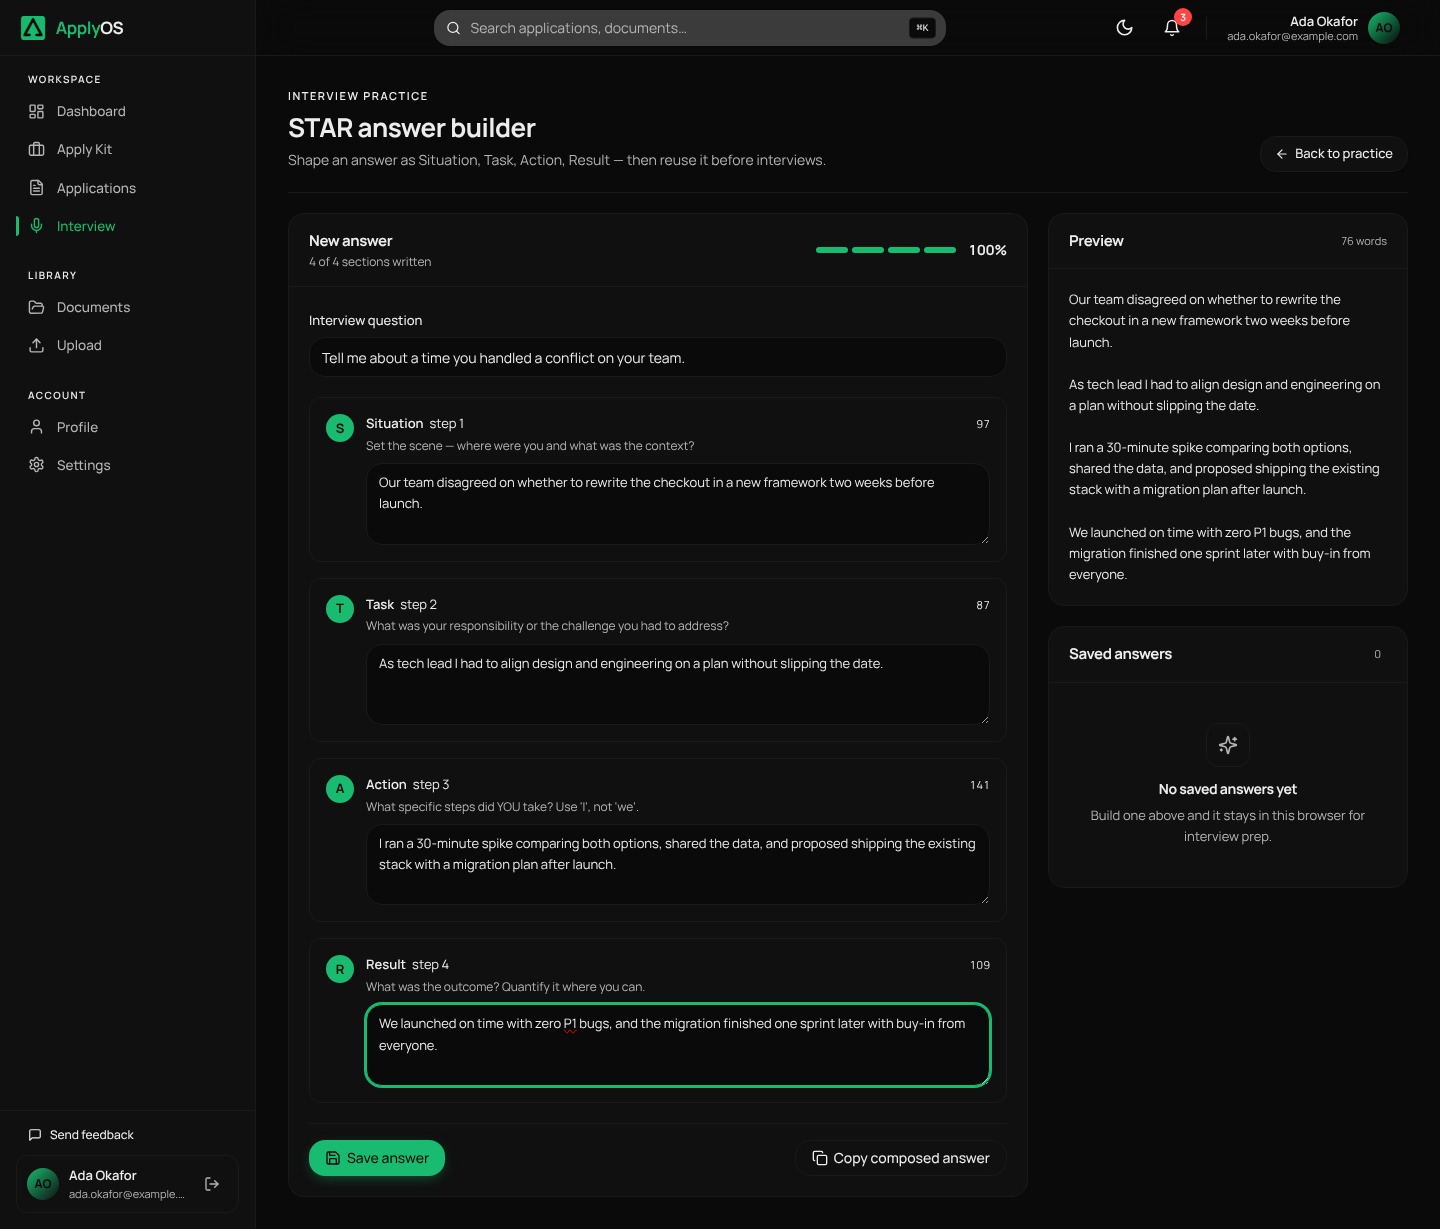 ApplyOS
Search applications, documents...
⌘K
3
Ada Okafor
ada.okafor@example.com
AO
WORKSPACE
Dashboard
Apply Kit
Applications
Interview
LIBRARY
Documents
Upload
ACCOUNT
Profile
Settings
Send feedback
AO
Ada Okafor
ada.okafor@example....
INTERVIEW PRACTICE
STAR answer builder
Shape an answer as Situation, Task, Action, Result — then reuse it before interviews.
Back to practice
New answer
4 of 4 sections written
100%
Interview question
Tell me about a time you handled a conflict on your team.
S
Situation step 1
97
Set the scene — where were you and what was the context?
Our team disagreed on whether to rewrite the checkout in a new framework two weeks before
launch.
T
Task step 2
87
What was your responsibility or the challenge you had to address?
As tech lead I had to align design and engineering on a plan without slipping the date.
A
Action step 3
141
What specific steps did YOU take? Use 'I', not 'we'.
I ran a 30-minute spike comparing both options, shared the data, and proposed shipping the existing
stack with a migration plan after launch.
R
Result step 4
109
What was the outcome? Quantify it where you can.
We launched on time with zero P1 bugs, and the migration finished one sprint later with buy-in from
everyone.
Save answer
Copy composed answer
Preview
76 words
Our team disagreed on whether to rewrite the
checkout in a new framework two weeks before
launch.
As tech lead I had to align design and engineering on
a plan without slipping the date.
I ran a 30-minute spike comparing both options,
shared the data, and proposed shipping the existing
stack with a migration plan after launch.
We launched on time with zero P1 bugs, and the
migration finished one sprint later with buy-in from
everyone.
Saved answers
0
No saved answers yet
Build one above and it stays in this browser for
interview prep.